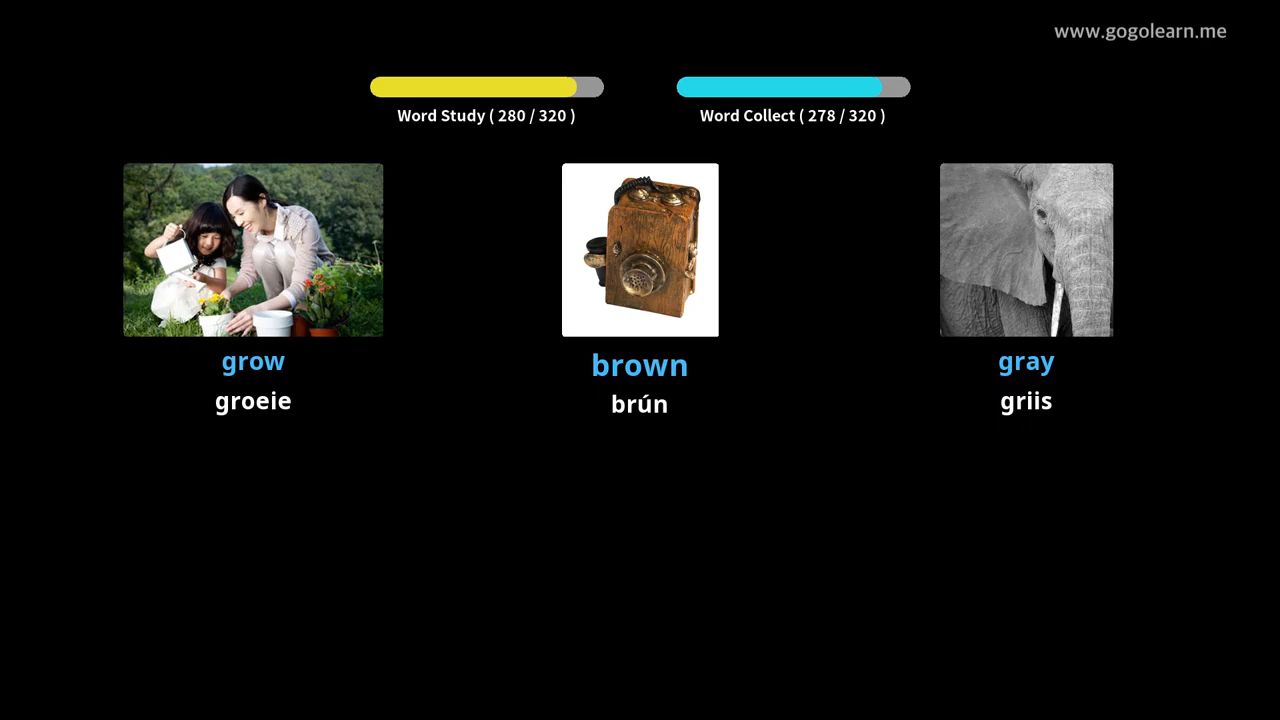 www.gogolearn.me
Word Study ( 280 / 320 )
Word Collect ( 278 / 320 )
grow
groeie
brown
brún
gray
griis